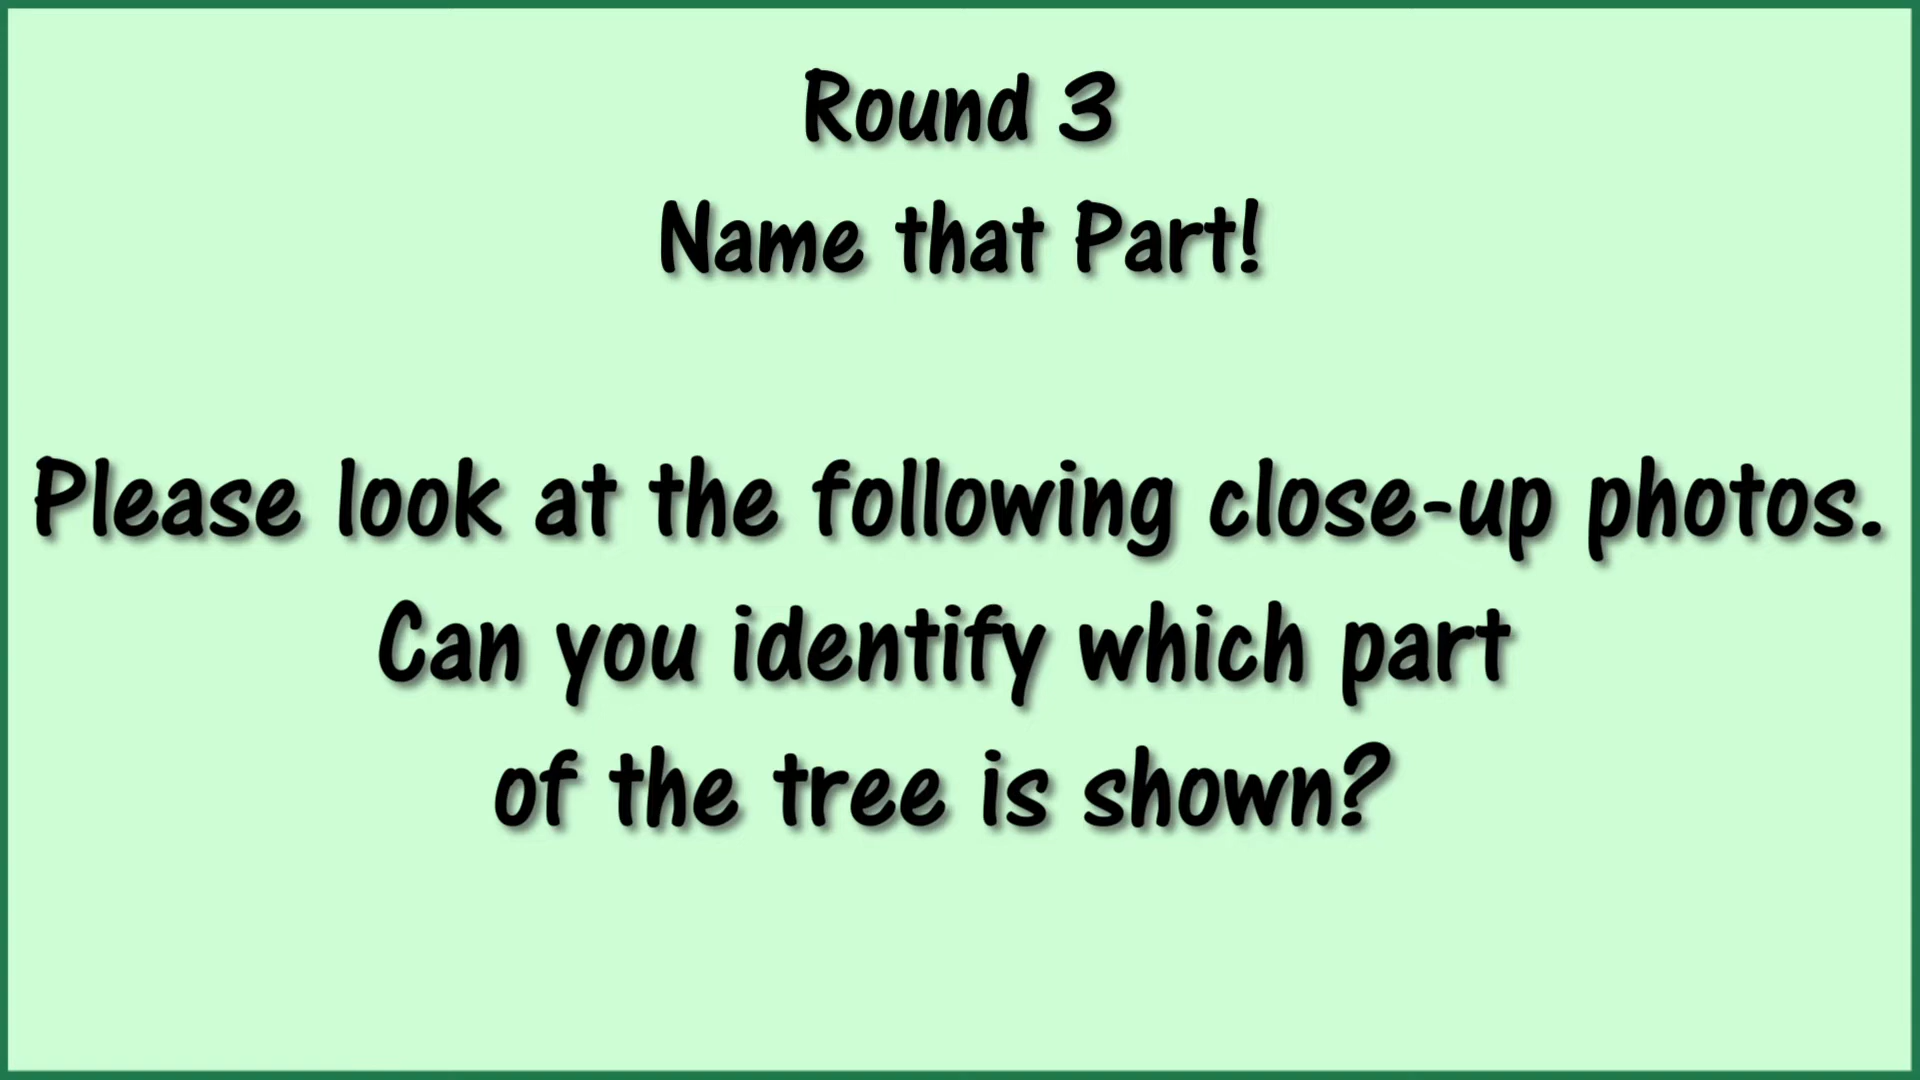 Round 3
Name that Part!
Please look at the following close-up photos.
Can you identify which part
of the tree is shown?